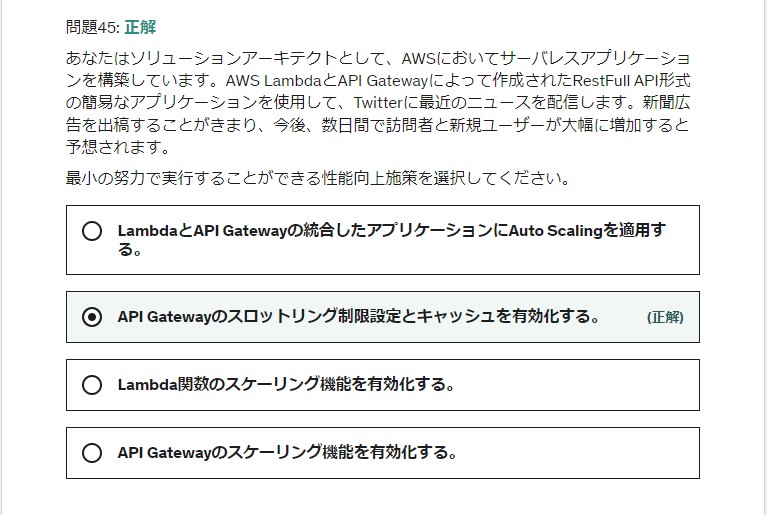 問題45: 正解
あなたはソリューションアーキテクトとして、AWSにおいてサーバレスアプリケーショ
ンを構築しています。AWS LambdaとAPI Gatewayによって作成されたRestFull API形式
の簡易なアプリケーションを使用して、Twitterに最近のニュースを配信します。新聞広
告を出稿することがきまり、今後、数日間で訪問者と新規ユーザーが大幅に増加すると
予想されます。
最小の努力で実行することができる性能向上施策を選択してください。
LambdaとAPI Gatewayの統合したアプリケーションにAuto Scalingを適用す
る。
API Gatewayのスロットリング制限設定とキャッシュを有効化する。 (正解)
Lambda関数のスケーリング機能を有効化する。
API Gatewayのスケーリング機能を有効化する。